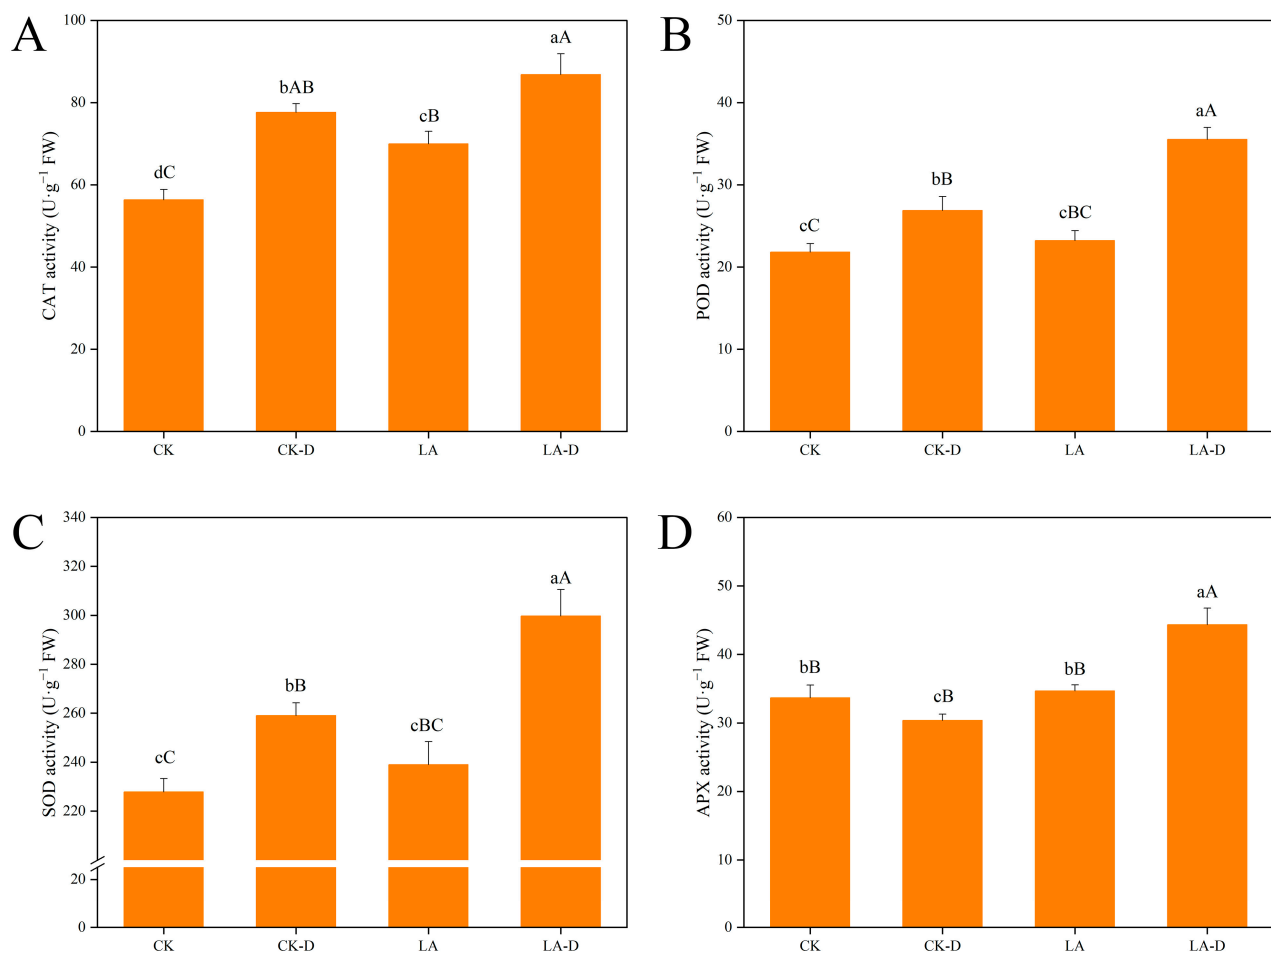 A
CAT activity (U·g⁻¹ FW)
100
80
60
40
20
0
dC
bAB
cB
aA
CK
CK-D
LA
LA-D
B
POD activity (U·g⁻¹ FW)
50
40
30
20
10
0
cC
bB
cBC
aA
CK
CK-D
LA
LA-D
C
SOD activity (U·g⁻¹ FW)
340
320
300
280
260
240
220
20
0
cC
bB
cBC
aA
CK
CK-D
LA
LA-D
D
APX activity (U·g⁻¹ FW)
60
50
40
30
20
10
0
bB
cB
bB
aA
CK
CK-D
LA
LA-D